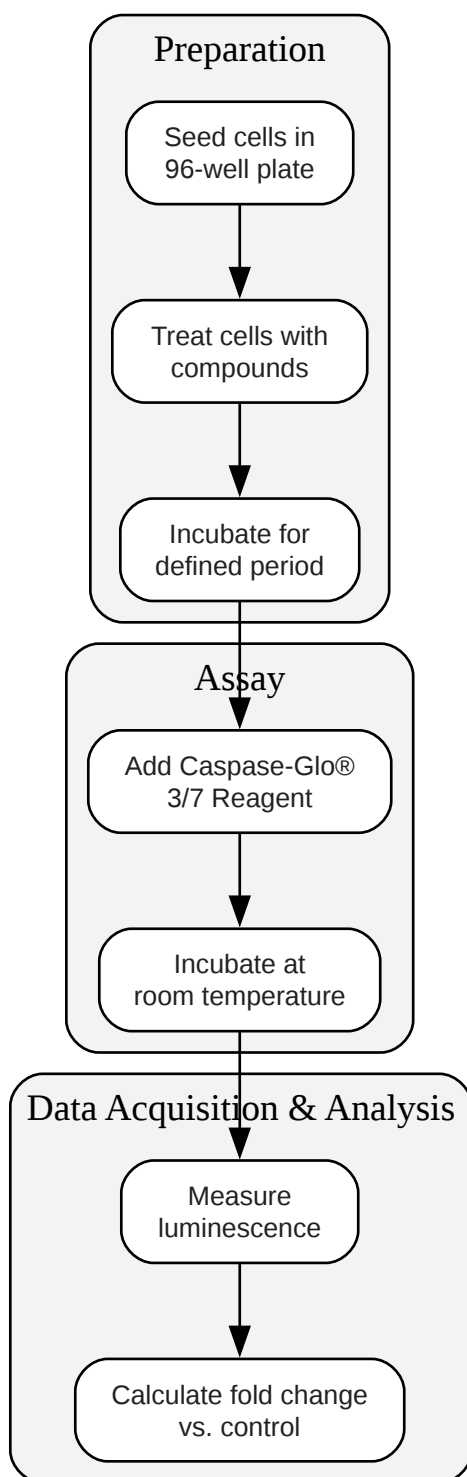 Preparation
Seed cells in
96-well plate
Treat cells with
compounds
Incubate for
defined period
Assay
Add Caspase-Glo®
3/7 Reagent
Incubate at
room temperature
Data Acquisition & Analysis
Measure
luminescence
Calculate fold change
vs. control